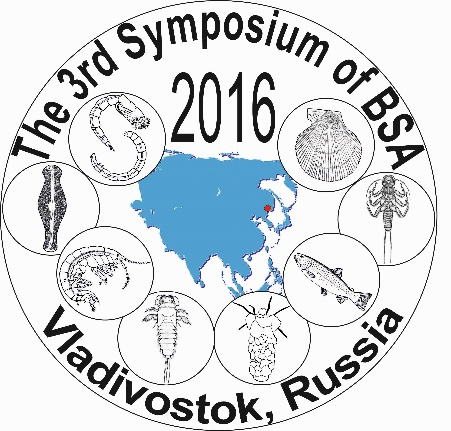 The 3rd Symposium of BSA
2016
Vladivostok, Russia